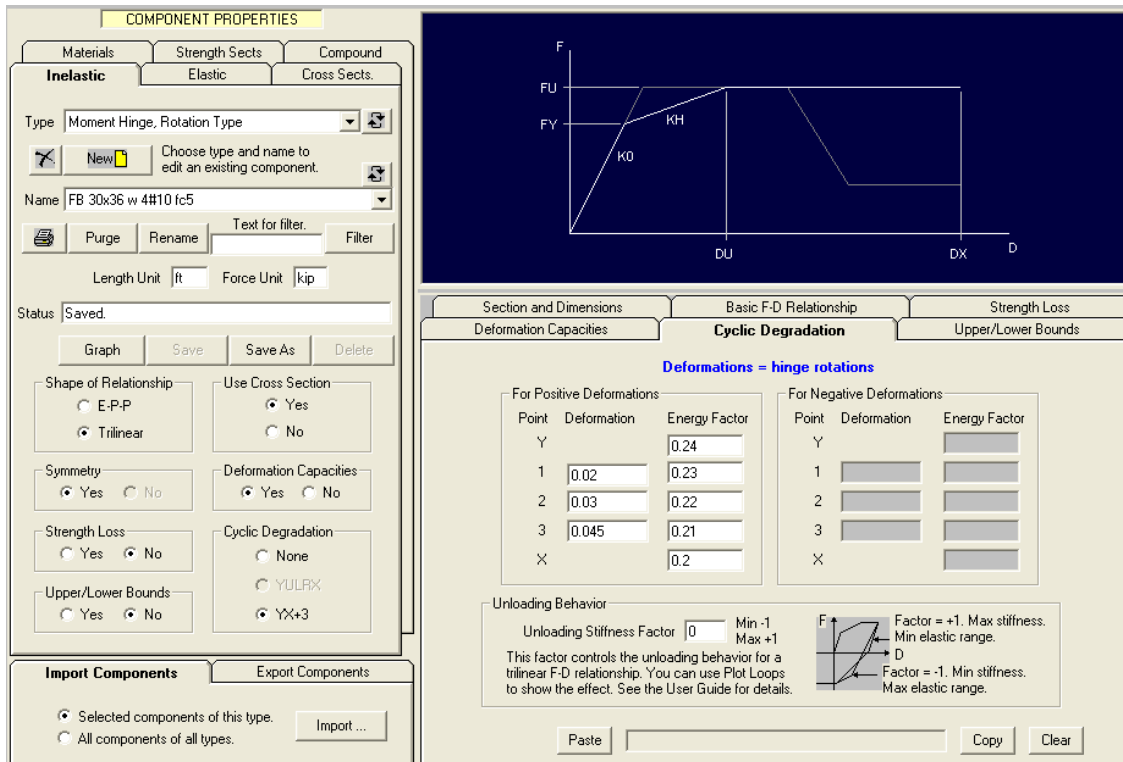 COMPONENT PROPERTIES
Materials Strength Sects Compound
Inelastic Elastic Cross Sects.
Type Moment Hinge, Rotation Type
New Choose type and name to
edit an existing component.
Name FB 30x36 w 4#10 fc5
Text for filter.
Purge Rename Filter
Length Unit ft Force Unit kip
Status Saved.
Graph Save Save As Delete
Shape of Relationship
E-P-P
Trilinear
Use Cross Section
Yes
No
Symmetry
Yes No
Deformation Capacities
Yes No
Strength Loss
Yes No
Cyclic Degradation
None
YULRX
YX+3
Upper/Lower Bounds
Yes No
Import Components Export Components
Selected components of this type.
All components of all types.
Import ...
F
FU
FY
KH
K0
DU
DX
D
Section and Dimensions Basic F-D Relationship Strength Loss
Deformation Capacities Cyclic Degradation Upper/Lower Bounds
Deformations = hinge rotations
For Positive Deformations
Point Deformation Energy Factor
Y 0.24
1 0.02 0.23
2 0.03 0.22
3 0.045 0.21
X 0.2
For Negative Deformations
Point Deformation Energy Factor
Y
1
2
3
X
Unloading Behavior
Unloading Stiffness Factor 0 Min -1
Max +1
This factor controls the unloading behavior for a
trilinear F-D relationship. You can use Plot Loops
to show the effect. See the User Guide for details.
F
D
Factor = +1. Max stiffness.
Min elastic range.
Factor = -1. Min stiffness.
Max elastic range.
Paste Copy Clear